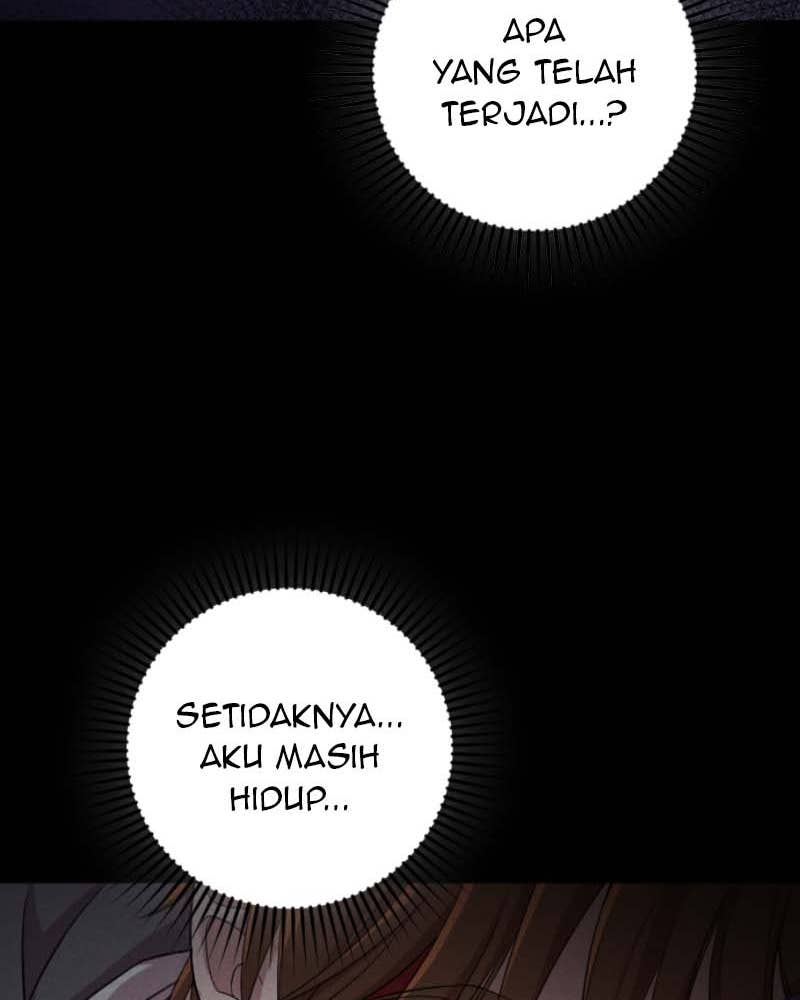 APA
YANG TELAH
TERJADI...?
SETIDAKNYA...
AKU MASIH
HIDUP...